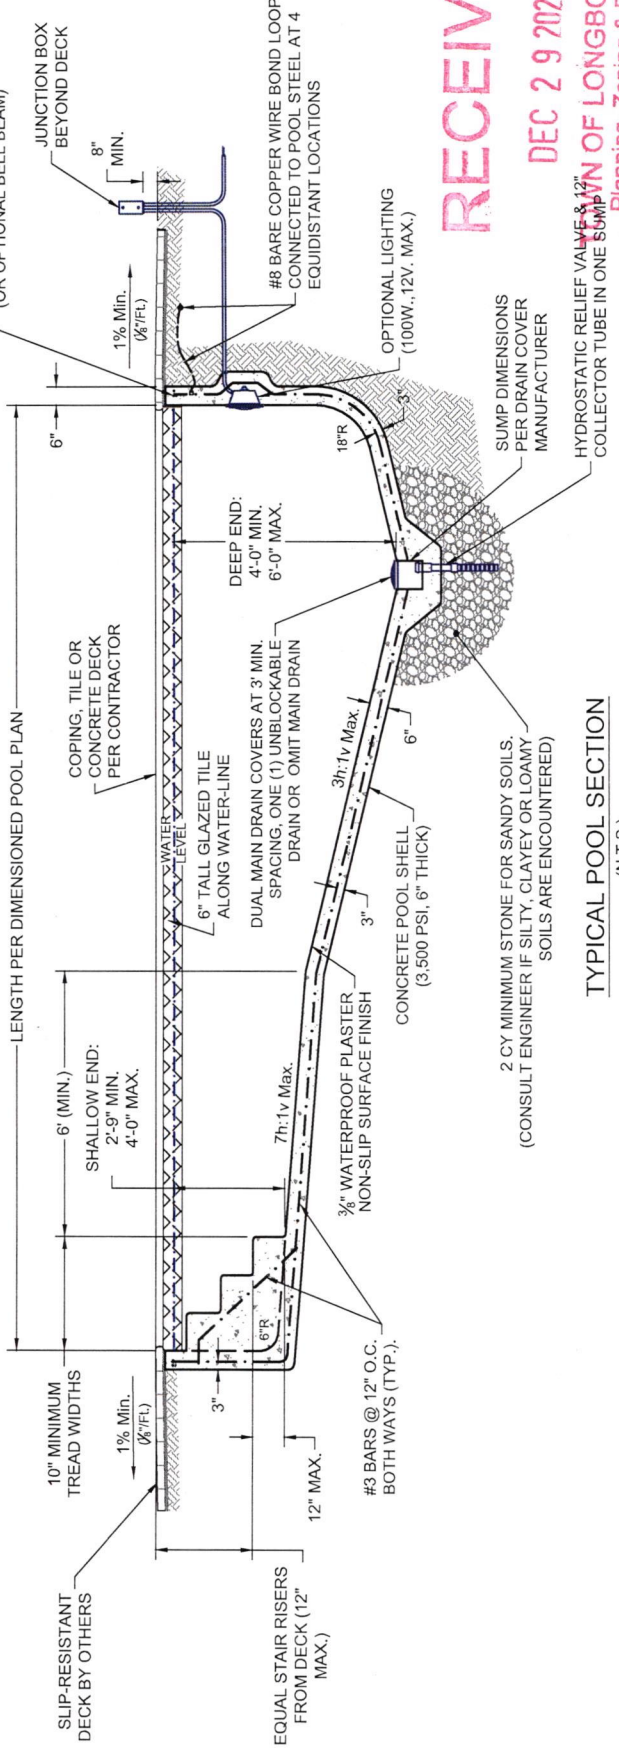 (OR OPTIONAL BELL BEAM)
JUNCTION BOX
BEYOND DECK
8"
MIN.
1% Min.
(⅛"/Ft.)
#8 BARE COPPER WIRE BOND LOOP
CONNECTED TO POOL STEEL AT 4
EQUIDISTANT LOCATIONS
OPTIONAL LIGHTING
(100W.,12V. MAX.)
6"
18"R
3"
SUMP DIMENSIONS
PER DRAIN COVER
MANUFACTURER
HYDROSTATIC RELIEF VALVE & 12"
COLLECTOR TUBE IN ONE SUMP
LENGTH PER DIMENSIONED POOL PLAN
COPING, TILE OR
CONCRETE DECK
PER CONTRACTOR
WATER
LEVEL
6" TALL GLAZED TILE
ALONG WATER-LINE
DEEP END:
4'-0" MIN.
6'-0" MAX.
DUAL MAIN DRAIN COVERS AT 3' MIN.
SPACING, ONE (1) UNBLOCKABLE
DRAIN OR OMIT MAIN DRAIN
3h:1v Max.
6"
3"
CONCRETE POOL SHELL
(3,500 PSI, 6" THICK)
2 CY MINIMUM STONE FOR SANDY SOILS.
(CONSULT ENGINEER IF SILTY, CLAYEY OR LOAMY
SOILS ARE ENCOUNTERED)
6' (MIN.)
SHALLOW END:
2'-9" MIN.
4'-0" MAX.
7h:1v Max.
⅜" WATERPROOF PLASTER
NON-SLIP SURFACE FINISH
10" MINIMUM
TREAD WIDTHS
1% Min.
(⅛"/Ft.)
3"
6"R
12" MAX.
#3 BARS @ 12" O.C.
BOTH WAYS (TYP.).
SLIP-RESISTANT
DECK BY OTHERS
EQUAL STAIR RISERS
FROM DECK (12"
MAX.)
TYPICAL POOL SECTION
(N.T.S.)
RECEIV
DEC 2 9 202
TOWN OF LONGBO
Planning, Zoning &